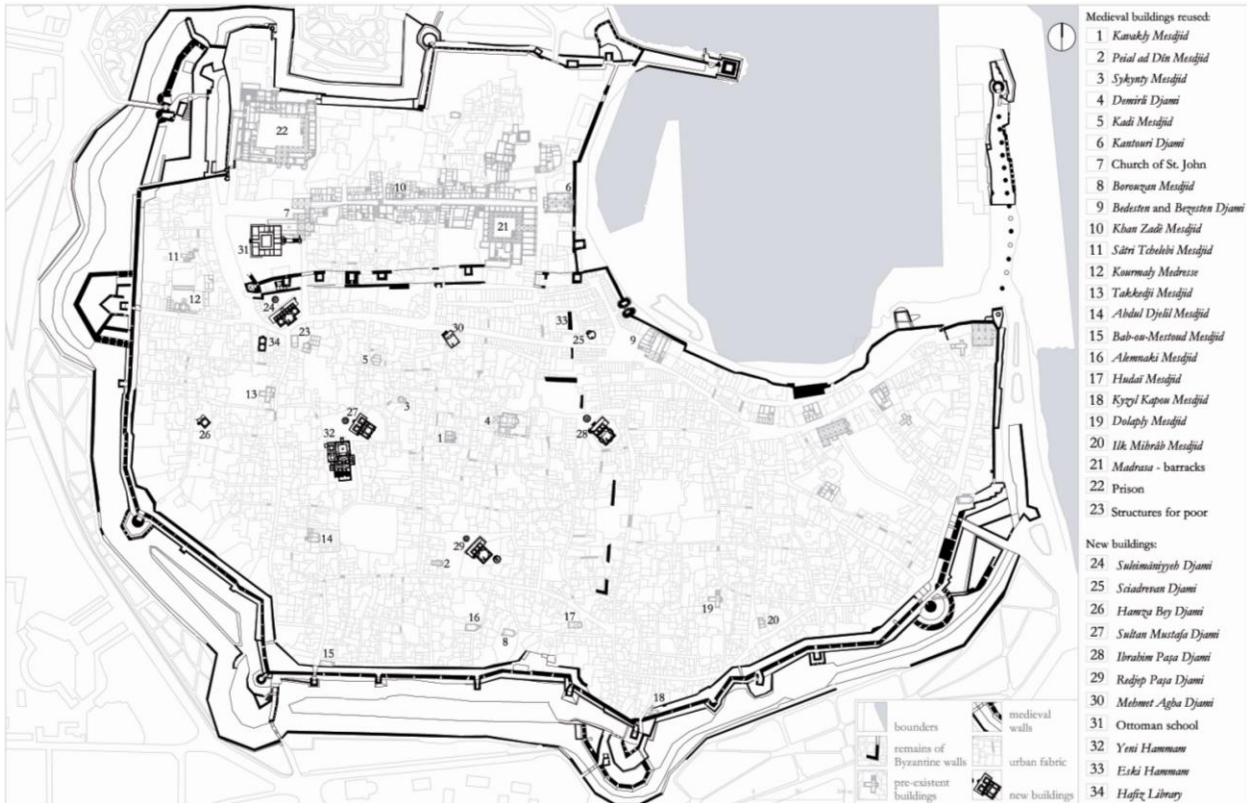 22
10
6
7
21
31
11
12
24
33
30
34
23
25
9
5
13
3
27
26
4
32
1
28
14
29
2
19
16
17
20
8
15
18
bounders
medieval
walls
remains of
Byzantine walls
urban fabric
pre-existent
buildings
new buildings
Medieval buildings reused:
1 Kavakly Mesdjid
2 Peial ad Dîn Mesdjid
3 Sykynty Mesdjid
4 Demirli Djami
5 Kadi Mesdjid
6 Kantouri Djami
7 Church of St. John
8 Borouzan Mesdjid
9 Bedesten and Bezesten Djami
10 Khan Zadè Mesdjid
11 Sâtri Tchelebi Mesdjid
12 Kourmaly Medresse
13 Takkedji Mesdjid
14 Abdul Djelil Mesdjid
15 Bab-ou-Mestoud Mesdjid
16 Alemnaki Mesdjid
17 Hudaï Mesdjid
18 Kyzyl Kapou Mesdjid
19 Dolaply Mesdjid
20 Ilk Mihrâb Mesdjid
21 Madrasa - barracks
22 Prison
23 Structures for poor
New buildings:
24 Suleimâniyyeh Djami
25 Sciadrevan Djami
26 Hamza Bey Djami
27 Sultan Mustafa Djami
28 Ibrahim Paşa Djami
29 Redjep Paşa Djami
30 Mehmet Agha Djami
31 Ottoman school
32 Yeni Hammam
33 Eski Hammam
34 Hafiz Library